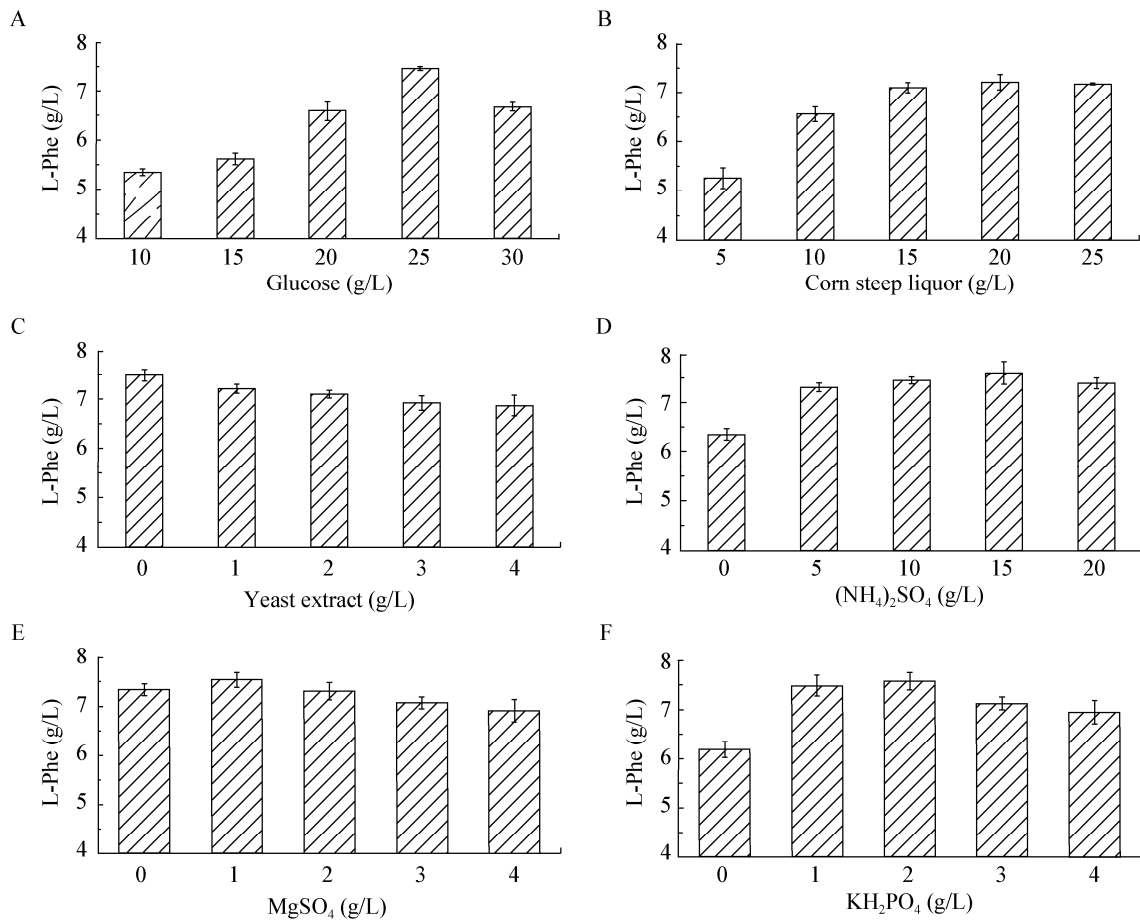 A
L-Phe (g/L)
8
7
6
5
4
10 15 20 25 30
Glucose (g/L)
B
L-Phe (g/L)
8
7
6
5
4
5 10 15 20 25
Corn steep liquor (g/L)
C
L-Phe (g/L)
8
7
6
5
4
0 1 2 3 4
Yeast extract (g/L)
D
L-Phe (g/L)
8
7
6
5
4
0 5 10 15 20
(NH₄)₂SO₄ (g/L)
E
L-Phe (g/L)
8
7
6
5
4
0 1 2 3 4
MgSO₄ (g/L)
F
L-Phe (g/L)
8
7
6
5
4
0 1 2 3 4
KH₂PO₄ (g/L)